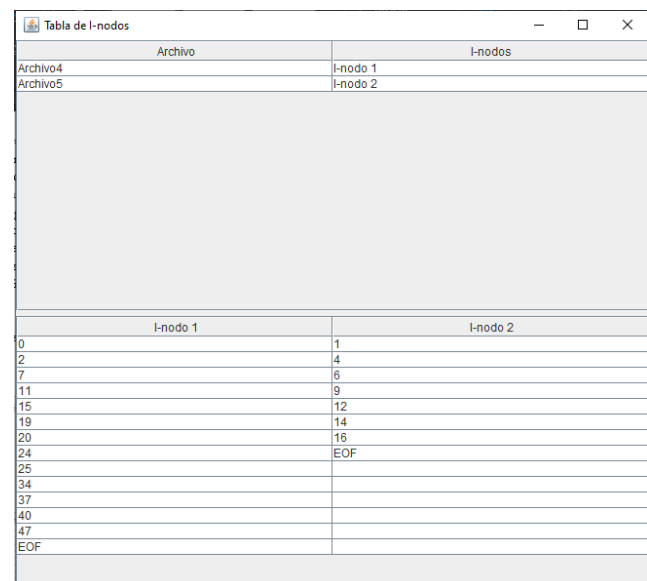 Tabla de I-nodos
Archivo I-nodos
Archivo4 I-nodo 1
Archivo5 I-nodo 2
I-nodo 1 I-nodo 2
0 1
2 4
7 6
11 9
15 12
19 14
20 16
24 EOF
25
34
37
40
47
EOF